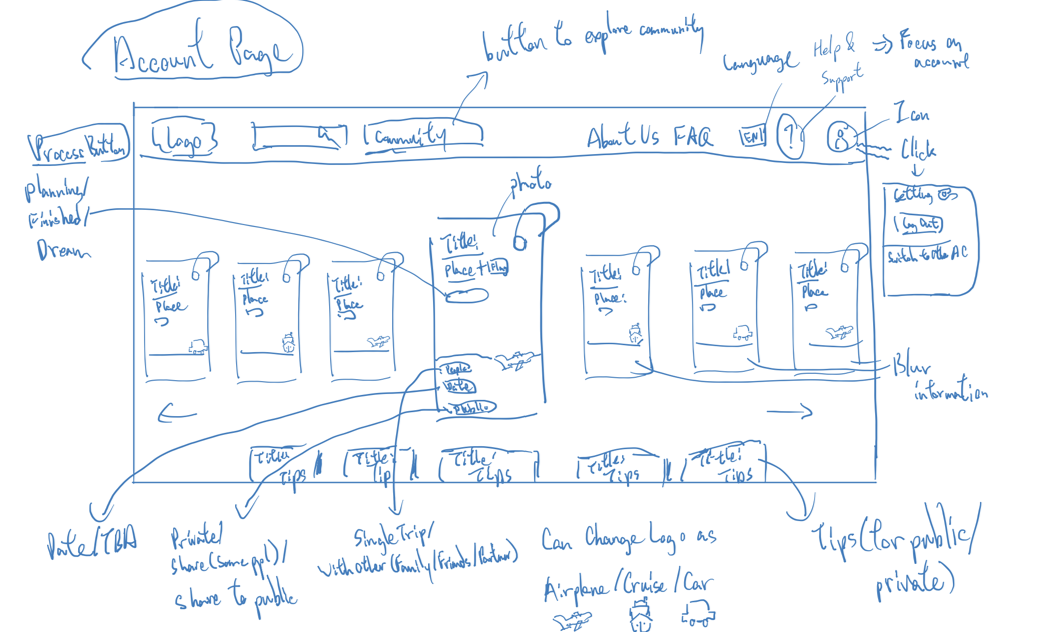 Account Page
button to explore community
Language
Help &
Support
⇒ Focus on
account
Process Button
Planning/
Finished/
Dream
Logo
Community
About Us FAQ
EN
?
Icon
Click
Setting
Log Out
Switch to other AC
photo
Title:
Place
Title:
Place
Title:
Place
Title:
Place +
People
Date
Public
Title:
Place:
Title
Place
Title:
Place
Blur
information
Title:
Tips
Title:
Tip
Title:
Tips
Title:
Tips
Title:
Tips
Date/TBA
Private/
share (some ppl)/
share to public
Single Trip/
with other (Family/Friends/Partner)
Can Change Logo as
Airplane/Cruise/Car
Tips (for public/
private)